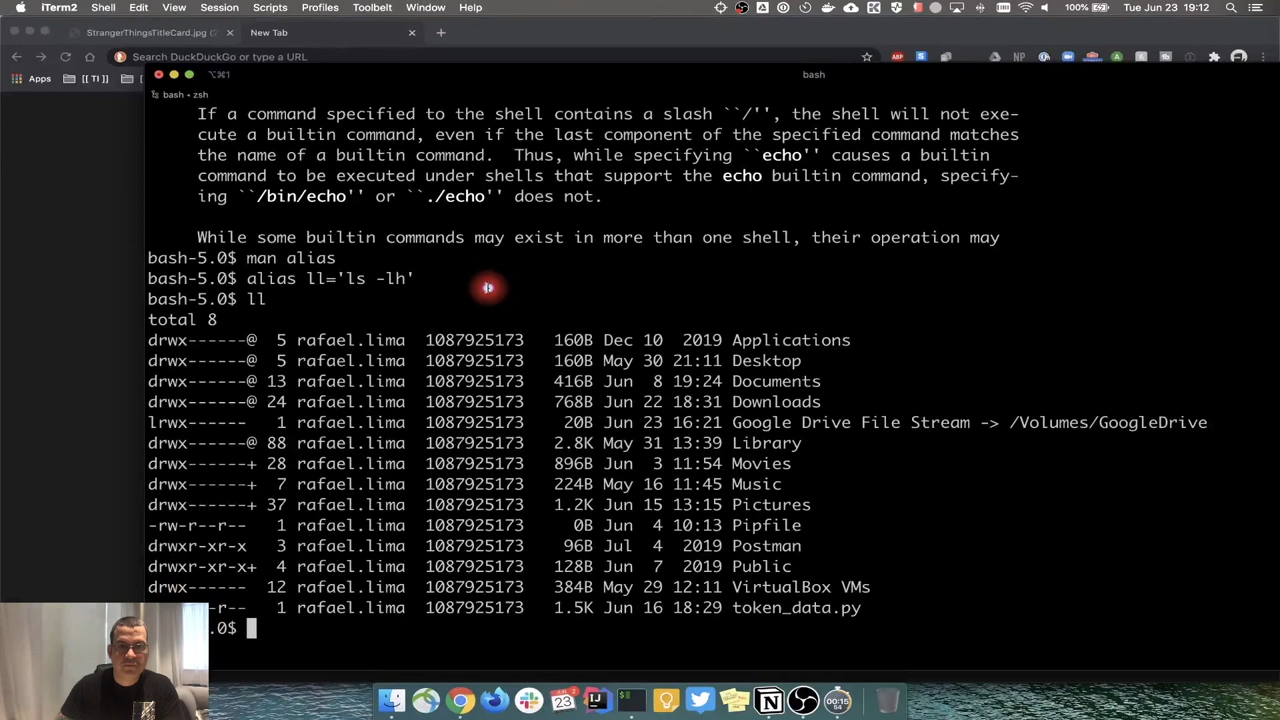 iTerm2 Shell Edit View Session Scripts Profiles Toolbelt Window Help 100% Tue Jun 23 19:12
StrangerThingsTitleCard.jpg (2 New Tab
Search DuckDuckGo or type a URL
Apps [[ TI ]]
⌥⌘1 bash
bash • zsh
If a command specified to the shell contains a slash ``/'', the shell will not exe-
cute a builtin command, even if the last component of the specified command matches
the name of a builtin command. Thus, while specifying ``echo'' causes a builtin
command to be executed under shells that support the echo builtin command, specify-
ing ``/bin/echo'' or ``./echo'' does not.
While some builtin commands may exist in more than one shell, their operation may
bash-5.0$ man alias
bash-5.0$ alias ll='ls -lh'
bash-5.0$ ll
total 8
drwx------@ 5 rafael.lima 1087925173 160B Dec 10 2019 Applications
drwx------@ 5 rafael.lima 1087925173 160B May 30 21:11 Desktop
drwx------@ 13 rafael.lima 1087925173 416B Jun 8 19:24 Documents
drwx------@ 24 rafael.lima 1087925173 768B Jun 22 18:31 Downloads
lrwx------ 1 rafael.lima 1087925173 20B Jun 23 16:21 Google Drive File Stream -> /Volumes/GoogleDrive
drwx------@ 88 rafael.lima 1087925173 2.8K May 31 13:39 Library
drwx------+ 28 rafael.lima 1087925173 896B Jun 3 11:54 Movies
drwx------+ 7 rafael.lima 1087925173 224B May 16 11:45 Music
drwx------+ 37 rafael.lima 1087925173 1.2K Jun 15 13:15 Pictures
-rw-r--r-- 1 rafael.lima 1087925173 0B Jun 4 10:13 Pipfile
drwxr-xr-x 3 rafael.lima 1087925173 96B Jul 4 2019 Postman
drwxr-xr-x+ 4 rafael.lima 1087925173 128B Jun 7 2019 Public
drwx------ 12 rafael.lima 1087925173 384B May 29 12:11 VirtualBox VMs
-r-- 1 rafael.lima 1087925173 1.5K Jun 16 18:29 token_data.py
.0$